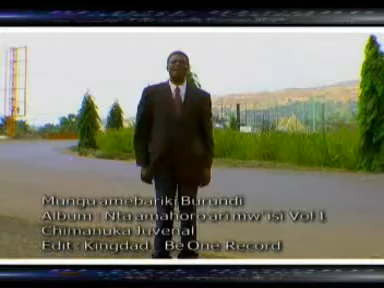 Mungu amebariki Burundi
Album : Nta amahoro ari mw'isi Vol 1
Chimanuka Juvenal
Edit : Kingdad Be One Record